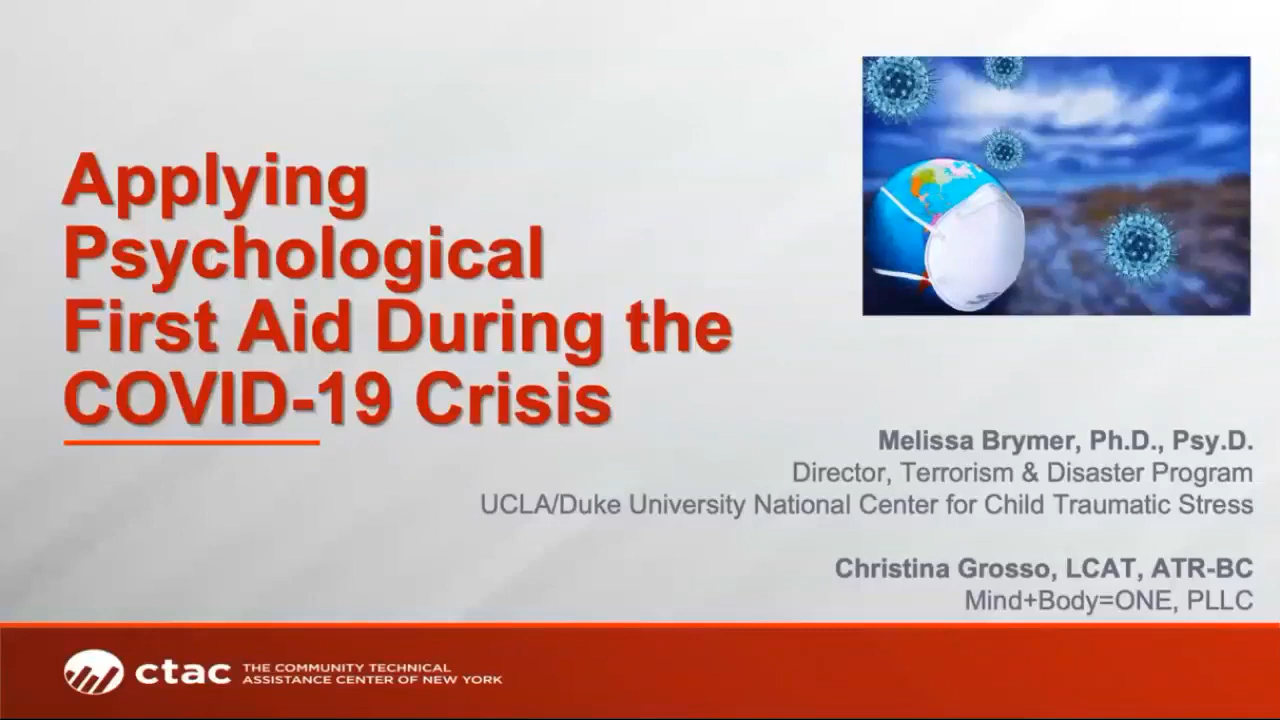 Applying
Psychological
First Aid During the
COVID-19 Crisis
Melissa Brymer, Ph.D., Psy.D.
Director, Terrorism & Disaster Program
UCLA/Duke University National Center for Child Traumatic Stress
Christina Grosso, LCAT, ATR-BC
Mind+Body=ONE, PLLC
ctac
THE COMMUNITY TECHNICAL
ASSISTANCE CENTER OF NEW YORK